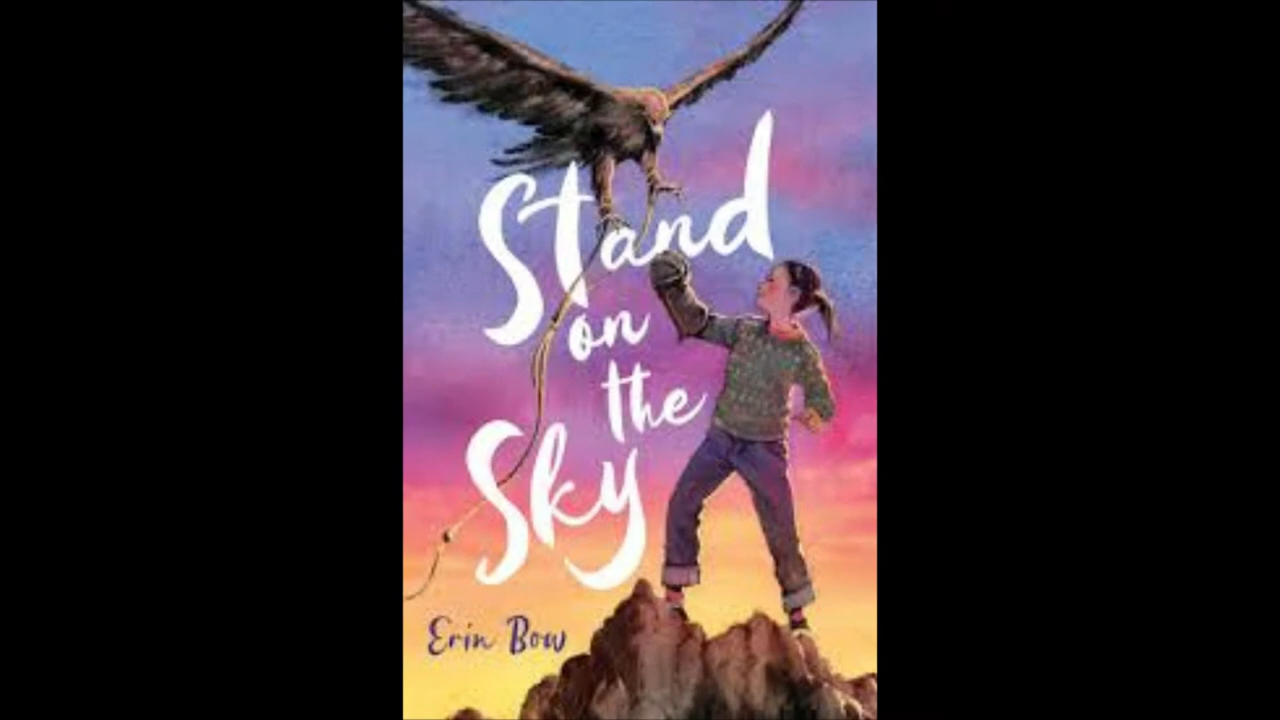 Stand
on
the
Sky
Erin Bow